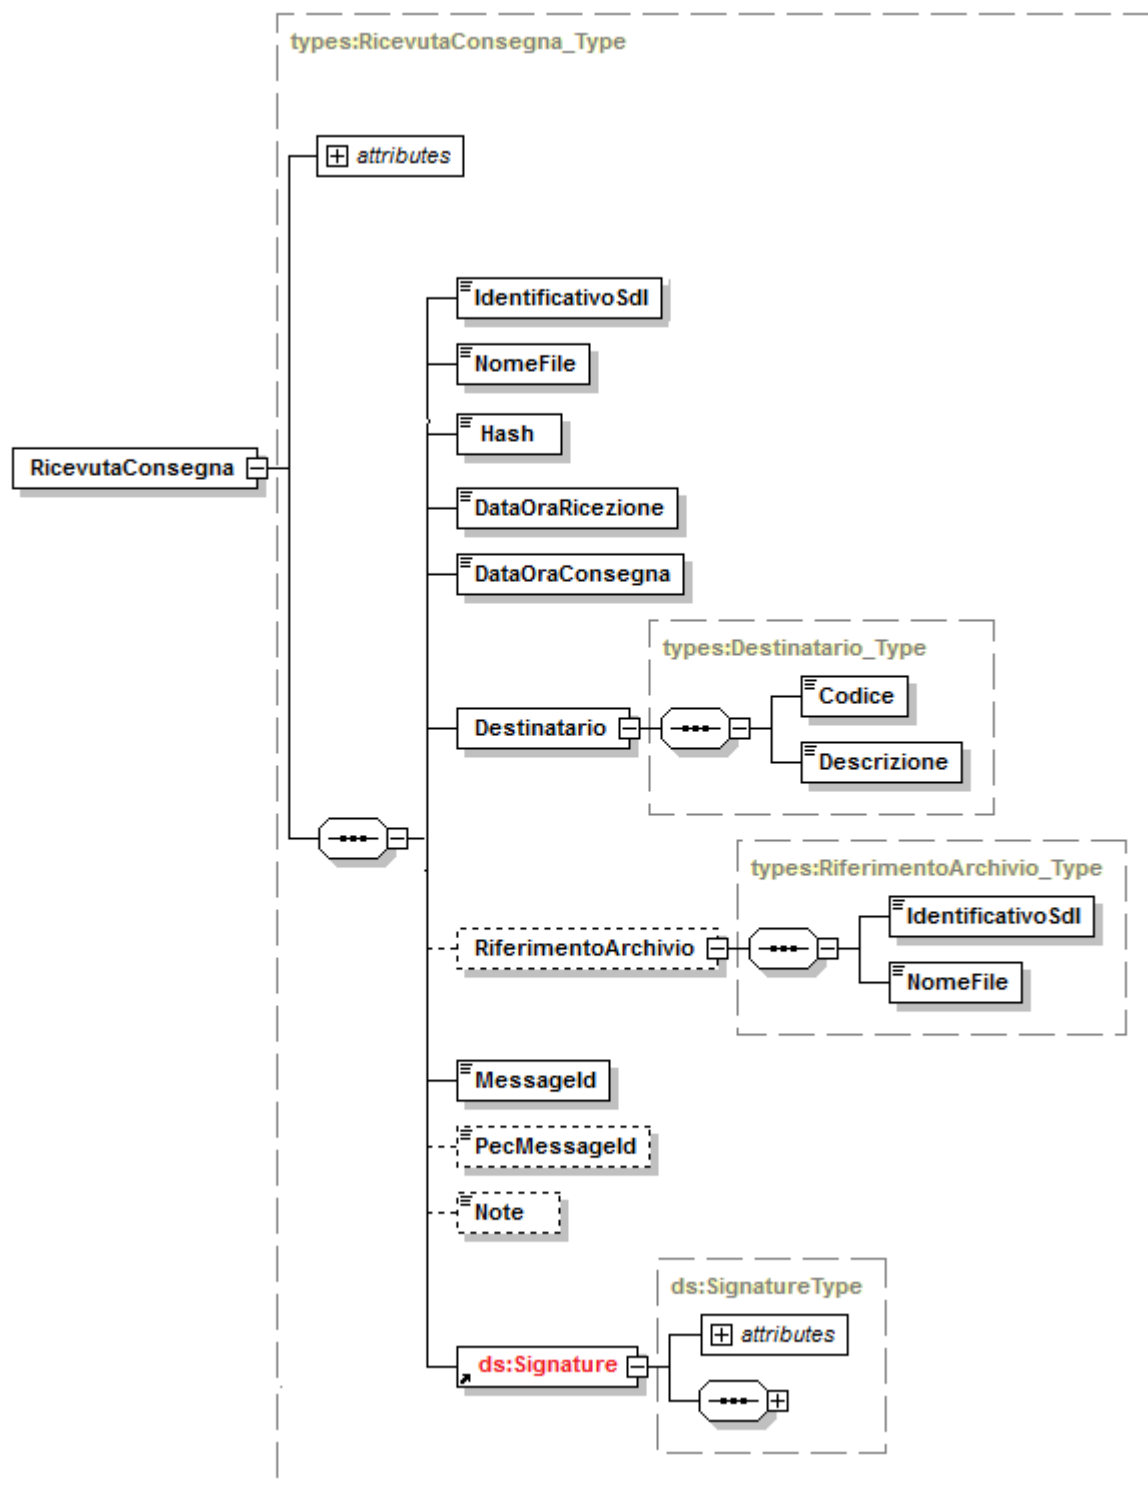 types:RicevutaConsegna_Type
attributes
IdentificativoSdI
NomeFile
Hash
RicevutaConsegna
DataOraRicezione
DataOraConsegna
types:Destinatario_Type
Codice
Destinatario
Descrizione
types:RiferimentoArchivio_Type
IdentificativoSdI
RiferimentoArchivio
NomeFile
MessageId
PecMessageId
Note
ds:SignatureType
attributes
ds:Signature